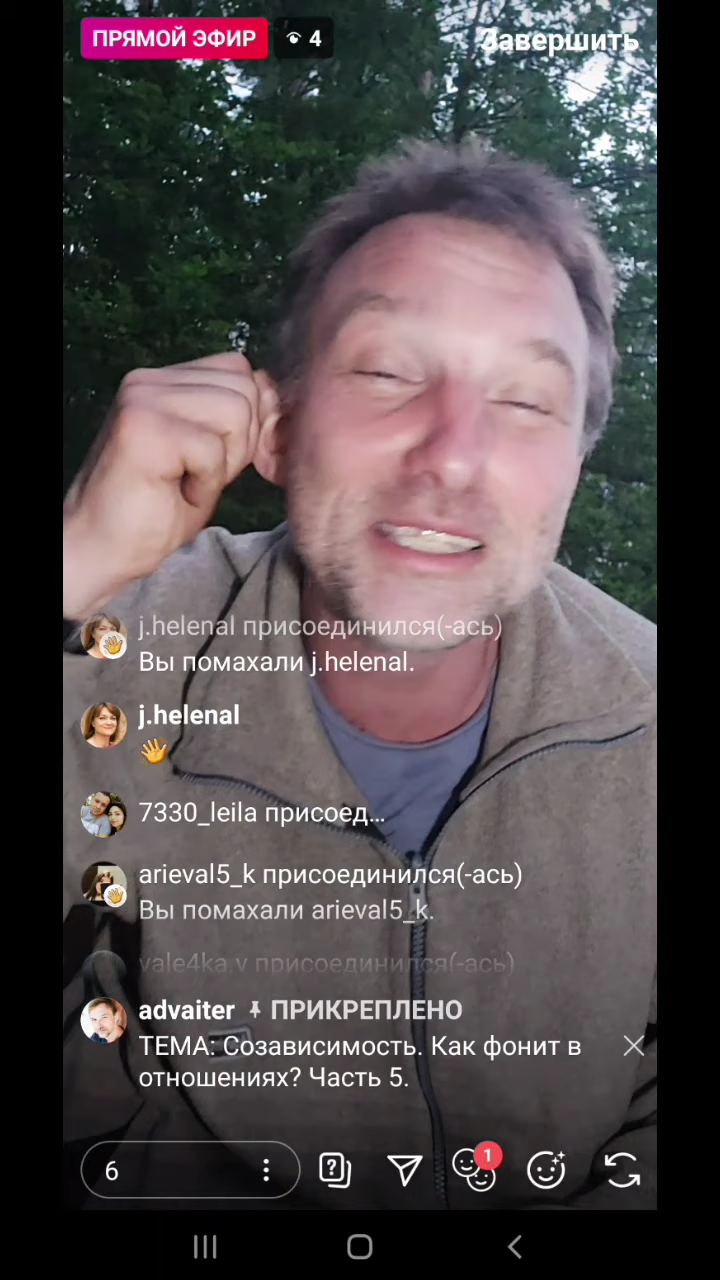 ПРЯМОЙ ЭФИР 4 Завершить
j.helenal присоединился(-ась)
Вы помахали j.helenal.
j.helenal
7330_leila присоед...
arieval5_k присоединился(-ась)
Вы помахали arieval5_k.
vale4ka.v присоединился(-ась)
advaiter ПРИКРЕПЛЕНО
ТЕМА: Созависимость. Как фонит в
отношениях? Часть 5.
6 1